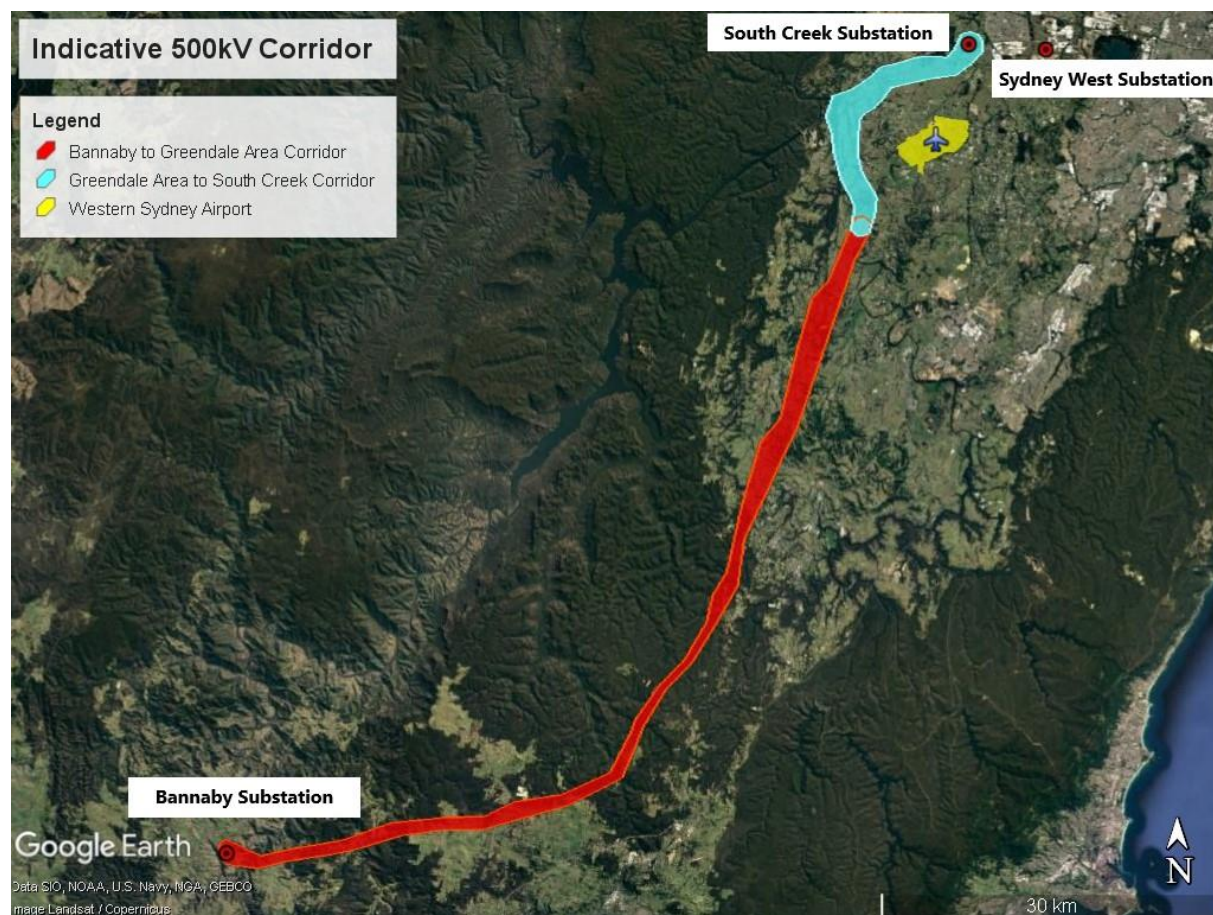 Indicative 500kV Corridor
Legend
Bannaby to Greendale Area Corridor
Greendale Area to South Creek Corridor
Western Sydney Airport
South Creek Substation
Sydney West Substation
Bannaby Substation
Google Earth
Data SIO, NOAA, U.S. Navy, NGA, GEBCO
Image Landsat / Copernicus
N
30 km